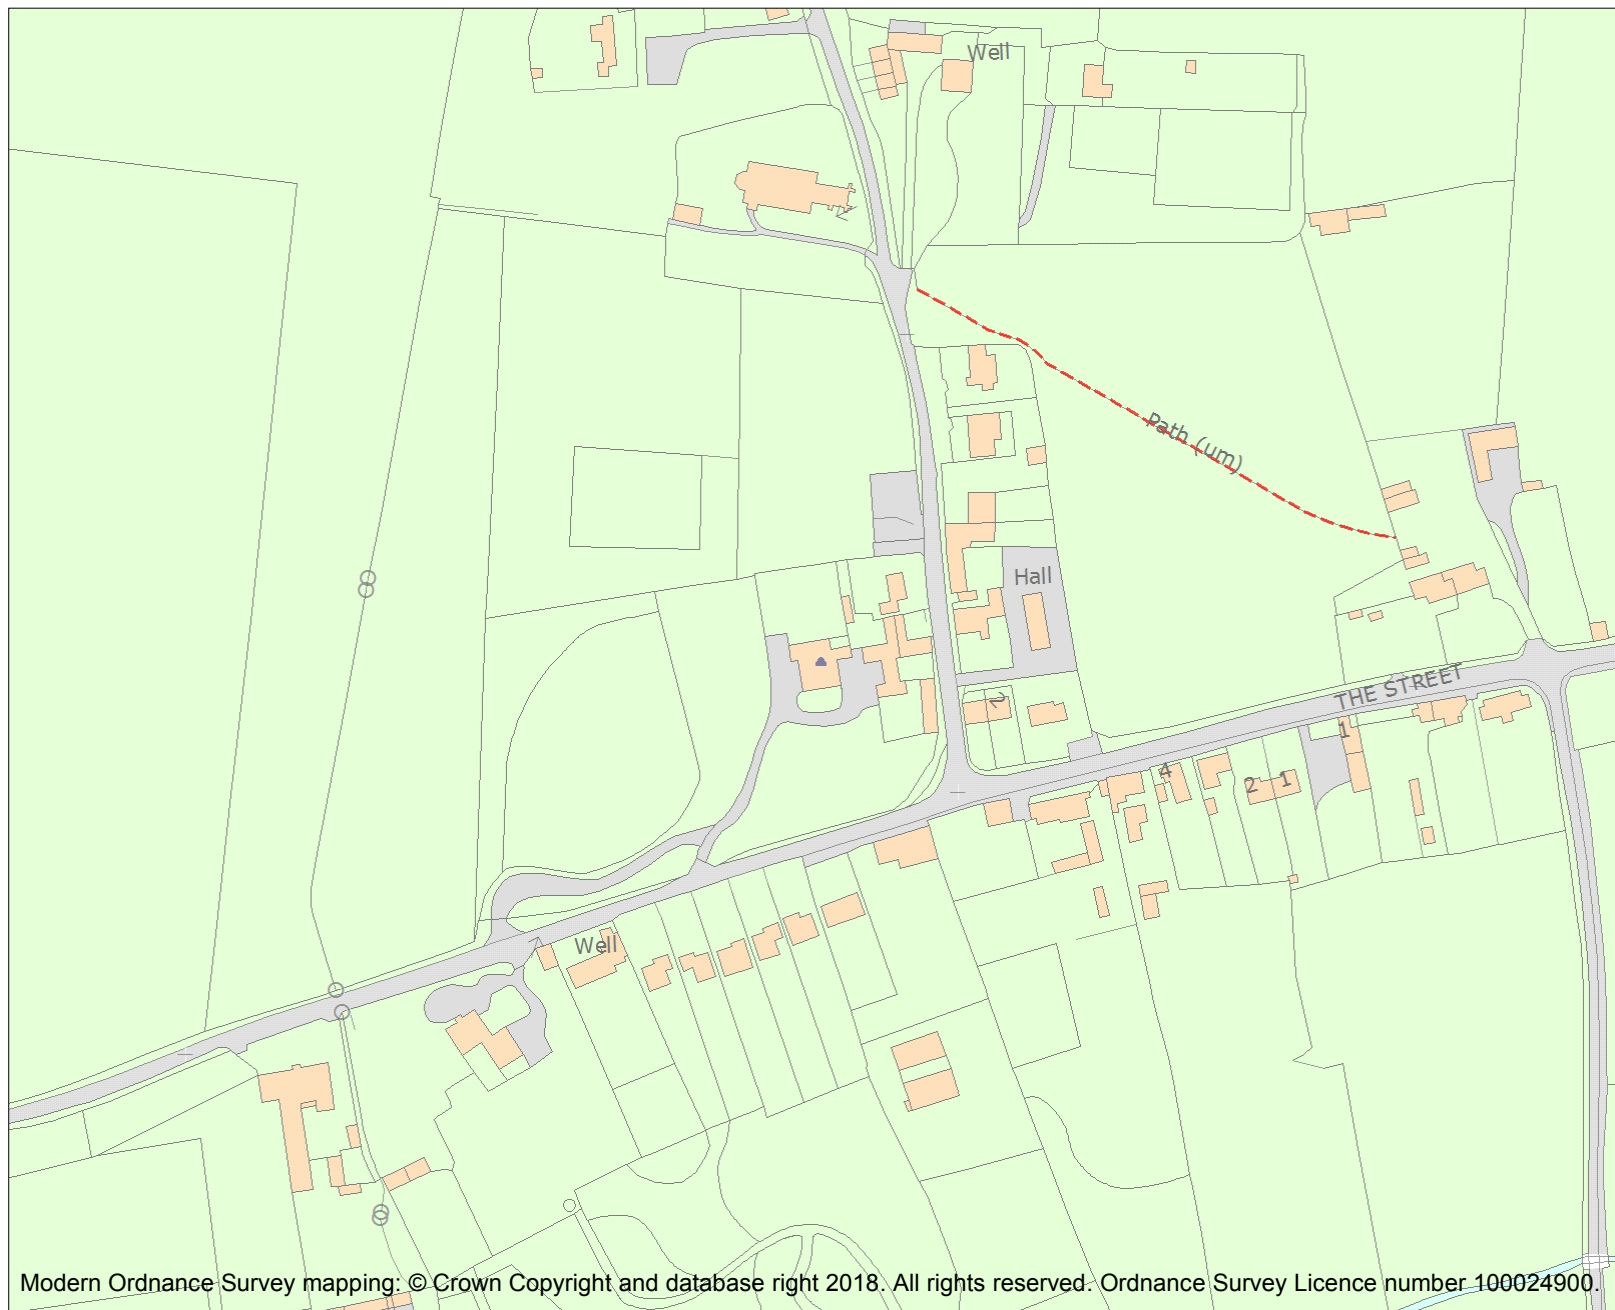 Well
Path (um)
Hall
THE STREET
2
1
4
2
1
Well
Modern Ordnance Survey mapping: © Crown Copyright and database right 2018. All rights reserved. Ordnance Survey Licence number 100024900.